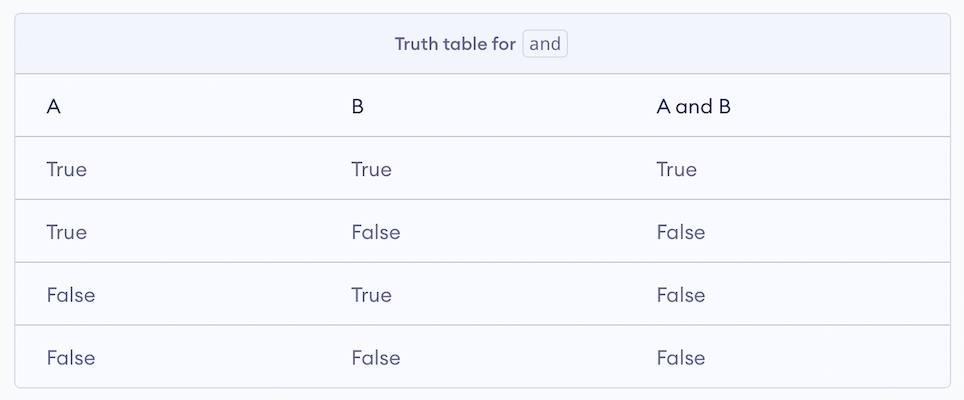 Truth table for and
A B A and B
True True True
True False False
False True False
False False False